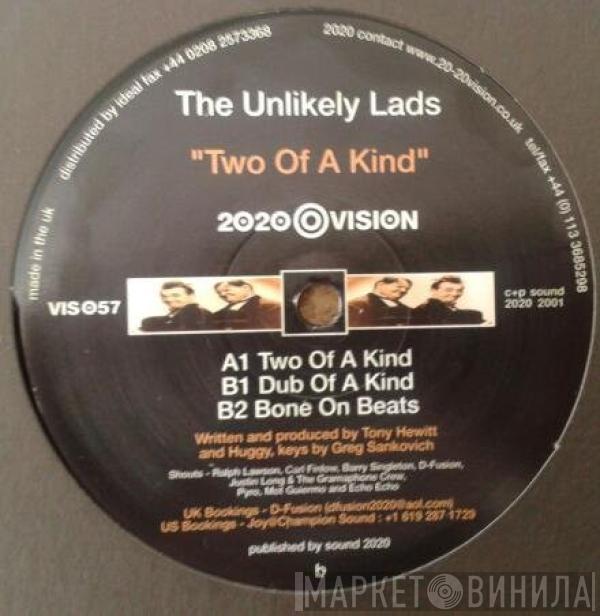 distributed by ideal fax +44 0208 2573368
2020 contact www.20-20vision.co.uk
tel/fax +44 (0) 113 3685298
made in the uk
The Unlikely Lads
"Two Of A Kind"
2020 VISION
VIS057
c+p sound
2020 2001
A1 Two Of A Kind
B1 Dub Of A Kind
B2 Bone On Beats
Written and produced by Tony Hewitt
and Huggy, keys by Greg Sankovich
Shouts - Ralph Lawson, Carl Finlow, Barry Singleton, D-Fusion,
Justin Long & The Gramaphone Crew,
Pyro, Mot Guiermo and Echo Echo
UK Bookings - D-Fusion (dfusion2020@aol.com)
US Bookings - Joy@Champion Sound : +1 619 287 1729
published by sound 2020
b
МАРКЕТ ВИНИЛА